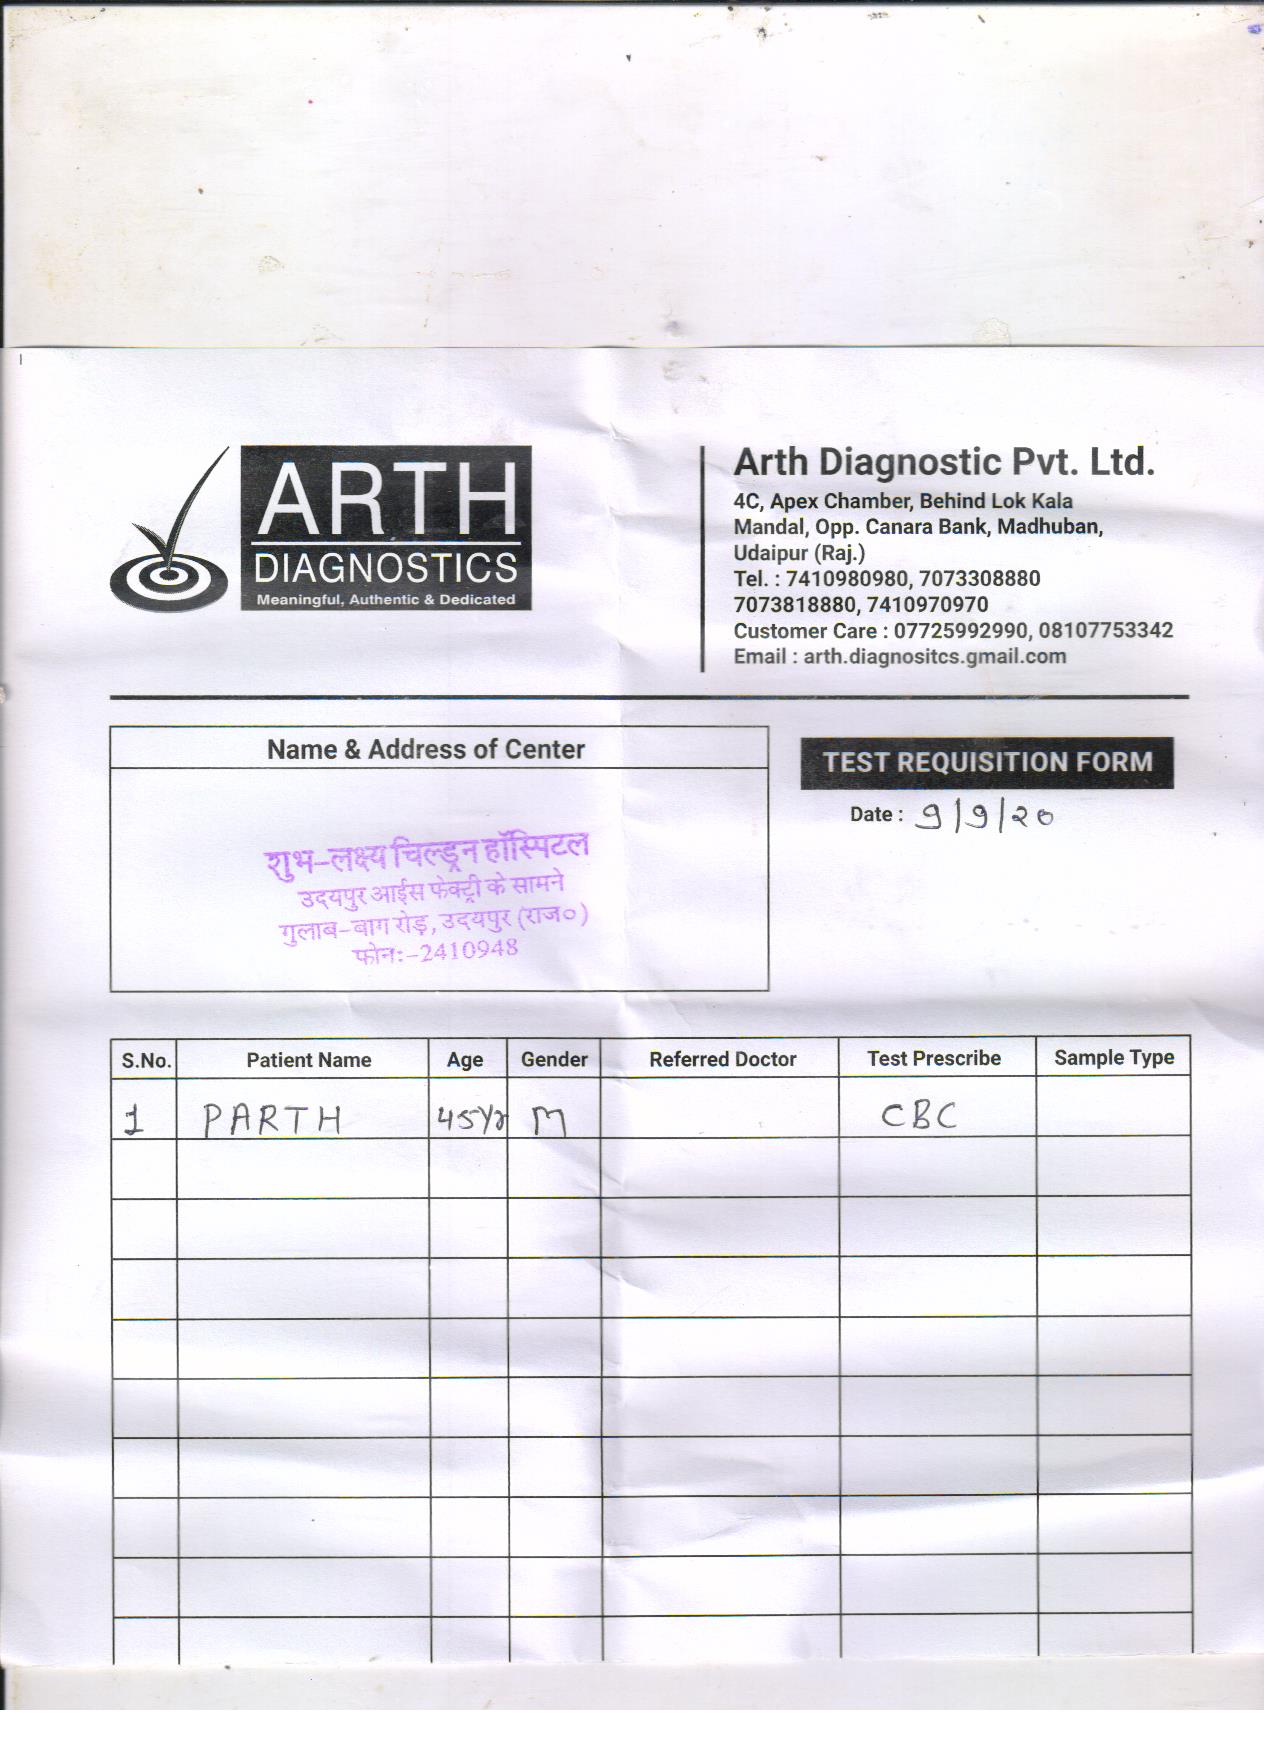 ARTH
DIAGNOSTICS
Meaningful, Authentic & Dedicated
Arth Diagnostic Pvt. Ltd.
4C, Apex Chamber, Behind Lok Kala
Mandal, Opp. Canara Bank, Madhuban,
Udaipur (Raj.)
Tel. : 7410980980, 7073308880
7073818880, 7410970970
Customer Care : 07725992990, 08107753342
Email : arth.diagnositcs.gmail.com
Name & Address of Center
शुभ-लक्ष्य चिल्ड्रन हॉस्पिटल
उदयपुर आईस फेक्ट्री के सामने
गुलाब-बाग रोड़, उदयपुर (राज०)
फोनः-2410948
TEST REQUISITION FORM
Date : 9/9/20
S.No. Patient Name Age Gender Referred Doctor Test Prescribe Sample Type
1 PARTH 45Yr M CBC